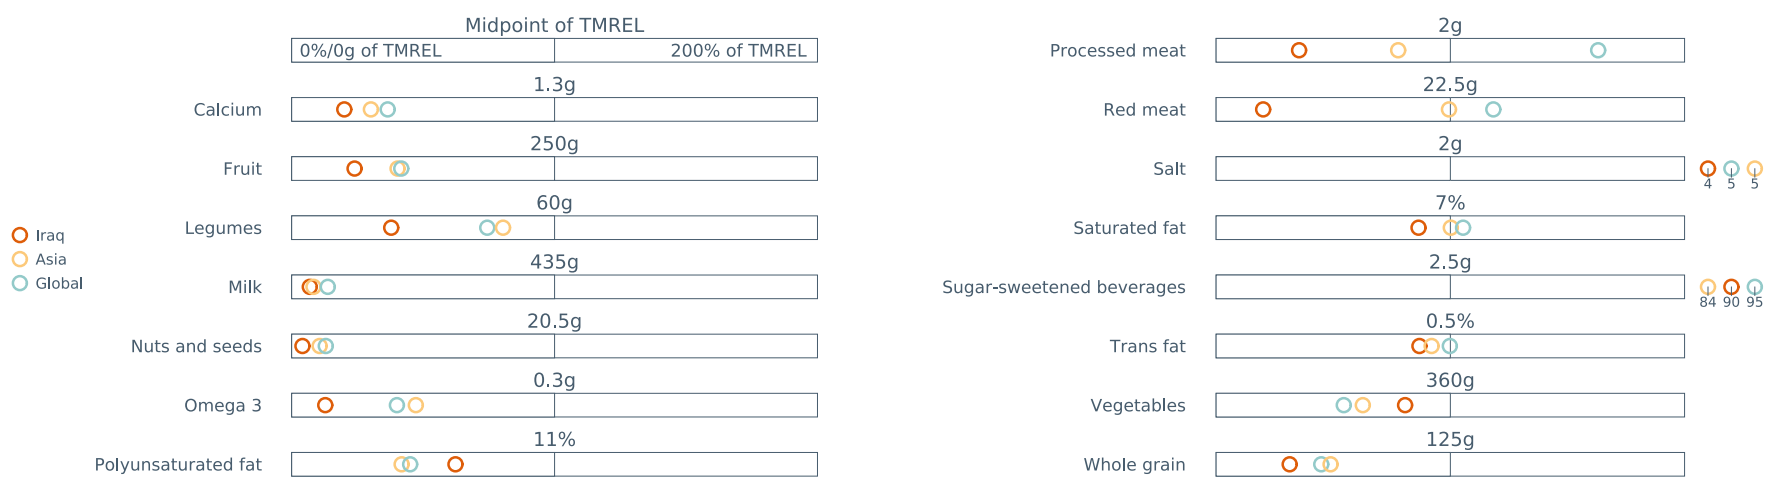 Midpoint of TMREL
0%/0g of TMREL 200% of TMREL
1.3g
Calcium
250g
Fruit
60g
Legumes
435g
Milk
20.5g
Nuts and seeds
0.3g
Omega 3
11%
Polyunsaturated fat
Iraq
Asia
Global
2g
Processed meat
22.5g
Red meat
2g
Salt
4 5 5
7%
Saturated fat
2.5g
Sugar-sweetened beverages
84 90 95
0.5%
Trans fat
360g
Vegetables
125g
Whole grain